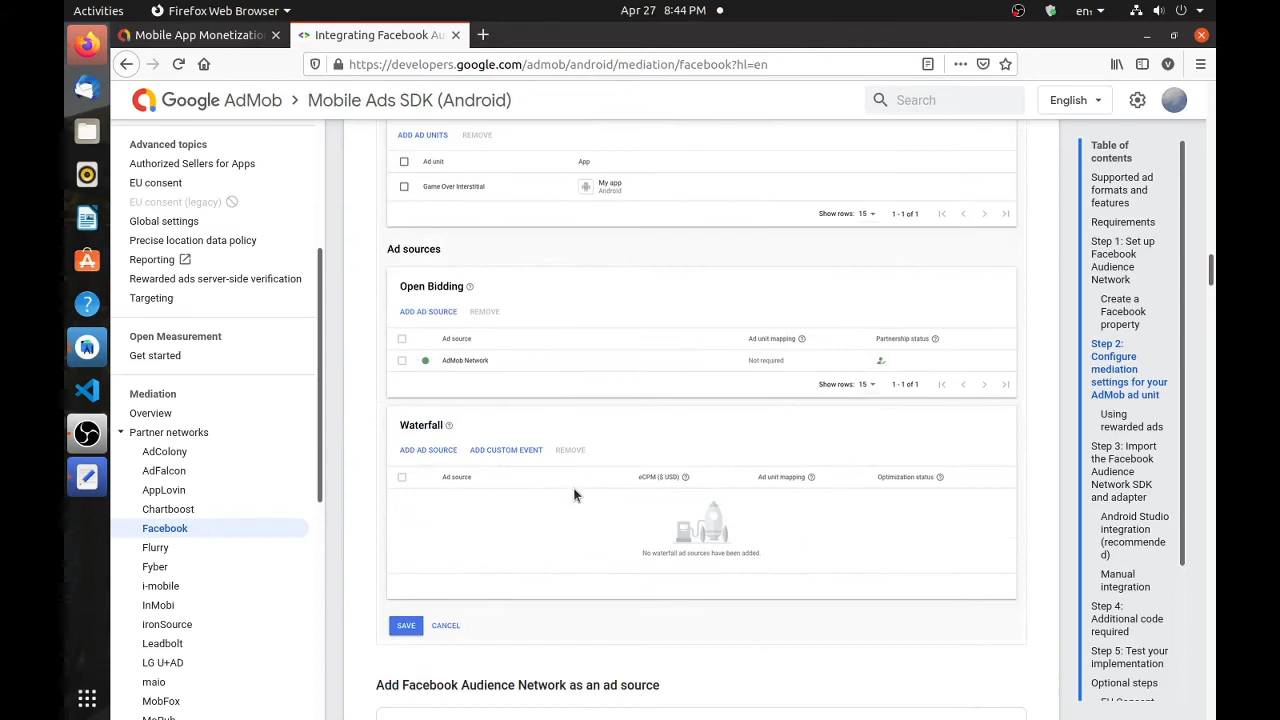 Activities
Firefox Web Browser
Apr 27 8:44 PM
en
Mobile App Monetizatio
Integrating Facebook Au
https://developers.google.com/admob/android/mediation/facebook?hl=en
Google AdMob
Mobile Ads SDK (Android)
Search
English
Advanced topics
Authorized Sellers for Apps
EU consent
EU consent (legacy)
Global settings
Precise location data policy
Reporting
Rewarded ads server-side verification
Targeting
Open Measurement
Get started
Mediation
Overview
Partner networks
AdColony
AdFalcon
AppLovin
Chartboost
Facebook
Flurry
Fyber
i-mobile
InMobi
ironSource
Leadbolt
LG U+AD
maio
MobFox
MoPub
ADD AD UNITS REMOVE
Ad unit App
Game Over Interstitial My app
Android
Show rows: 15 1 - 1 of 1
Ad sources
Open Bidding
ADD AD SOURCE REMOVE
Ad source Ad unit mapping Partnership status
AdMob Network Not required
Show rows: 15 1 - 1 of 1
Waterfall
ADD AD SOURCE ADD CUSTOM EVENT REMOVE
Ad source eCPM ($ USD) Ad unit mapping Optimization status
No waterfall ad sources have been added.
SAVE CANCEL
Add Facebook Audience Network as an ad source
Table of
contents
Supported ad
formats and
features
Requirements
Step 1: Set up
Facebook
Audience
Network
Create a
Facebook
property
Step 2:
Configure
mediation
settings for your
AdMob ad unit
Using
rewarded ads
Step 3: Import
the Facebook
Audience
Network SDK
and adapter
Android Studio
integration
(recommende
d)
Manual
integration
Step 4:
Additional code
required
Step 5: Test your
implementation
Optional steps
EU Consent